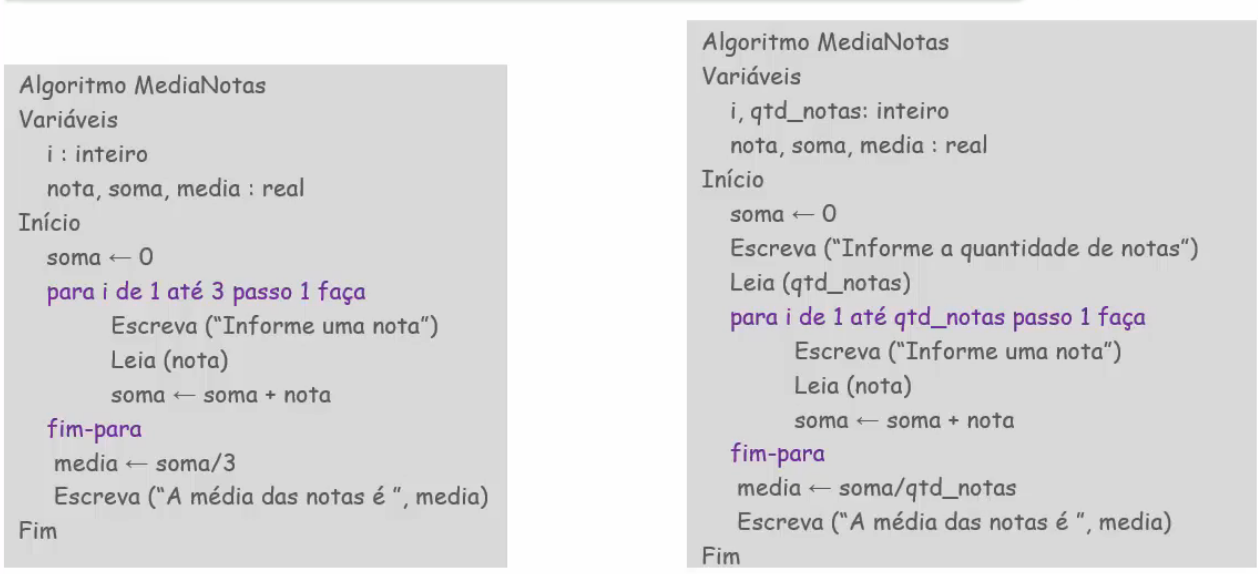 Algoritmo MediaNotas
Variáveis
i : inteiro
nota, soma, media : real
Início
soma ← 0
para i de 1 até 3 passo 1 faça
Escreva (“Informe uma nota”)
Leia (nota)
soma ← soma + nota
fim-para
media ← soma/3
Escreva (“A média das notas é ”, media)
Fim
Algoritmo MediaNotas
Variáveis
i, qtd_notas: inteiro
nota, soma, media : real
Início
soma ← 0
Escreva (“Informe a quantidade de notas”)
Leia (qtd_notas)
para i de 1 até qtd_notas passo 1 faça
Escreva (“Informe uma nota”)
Leia (nota)
soma ← soma + nota
fim-para
media ← soma/qtd_notas
Escreva (“A média das notas é ”, media)
Fim